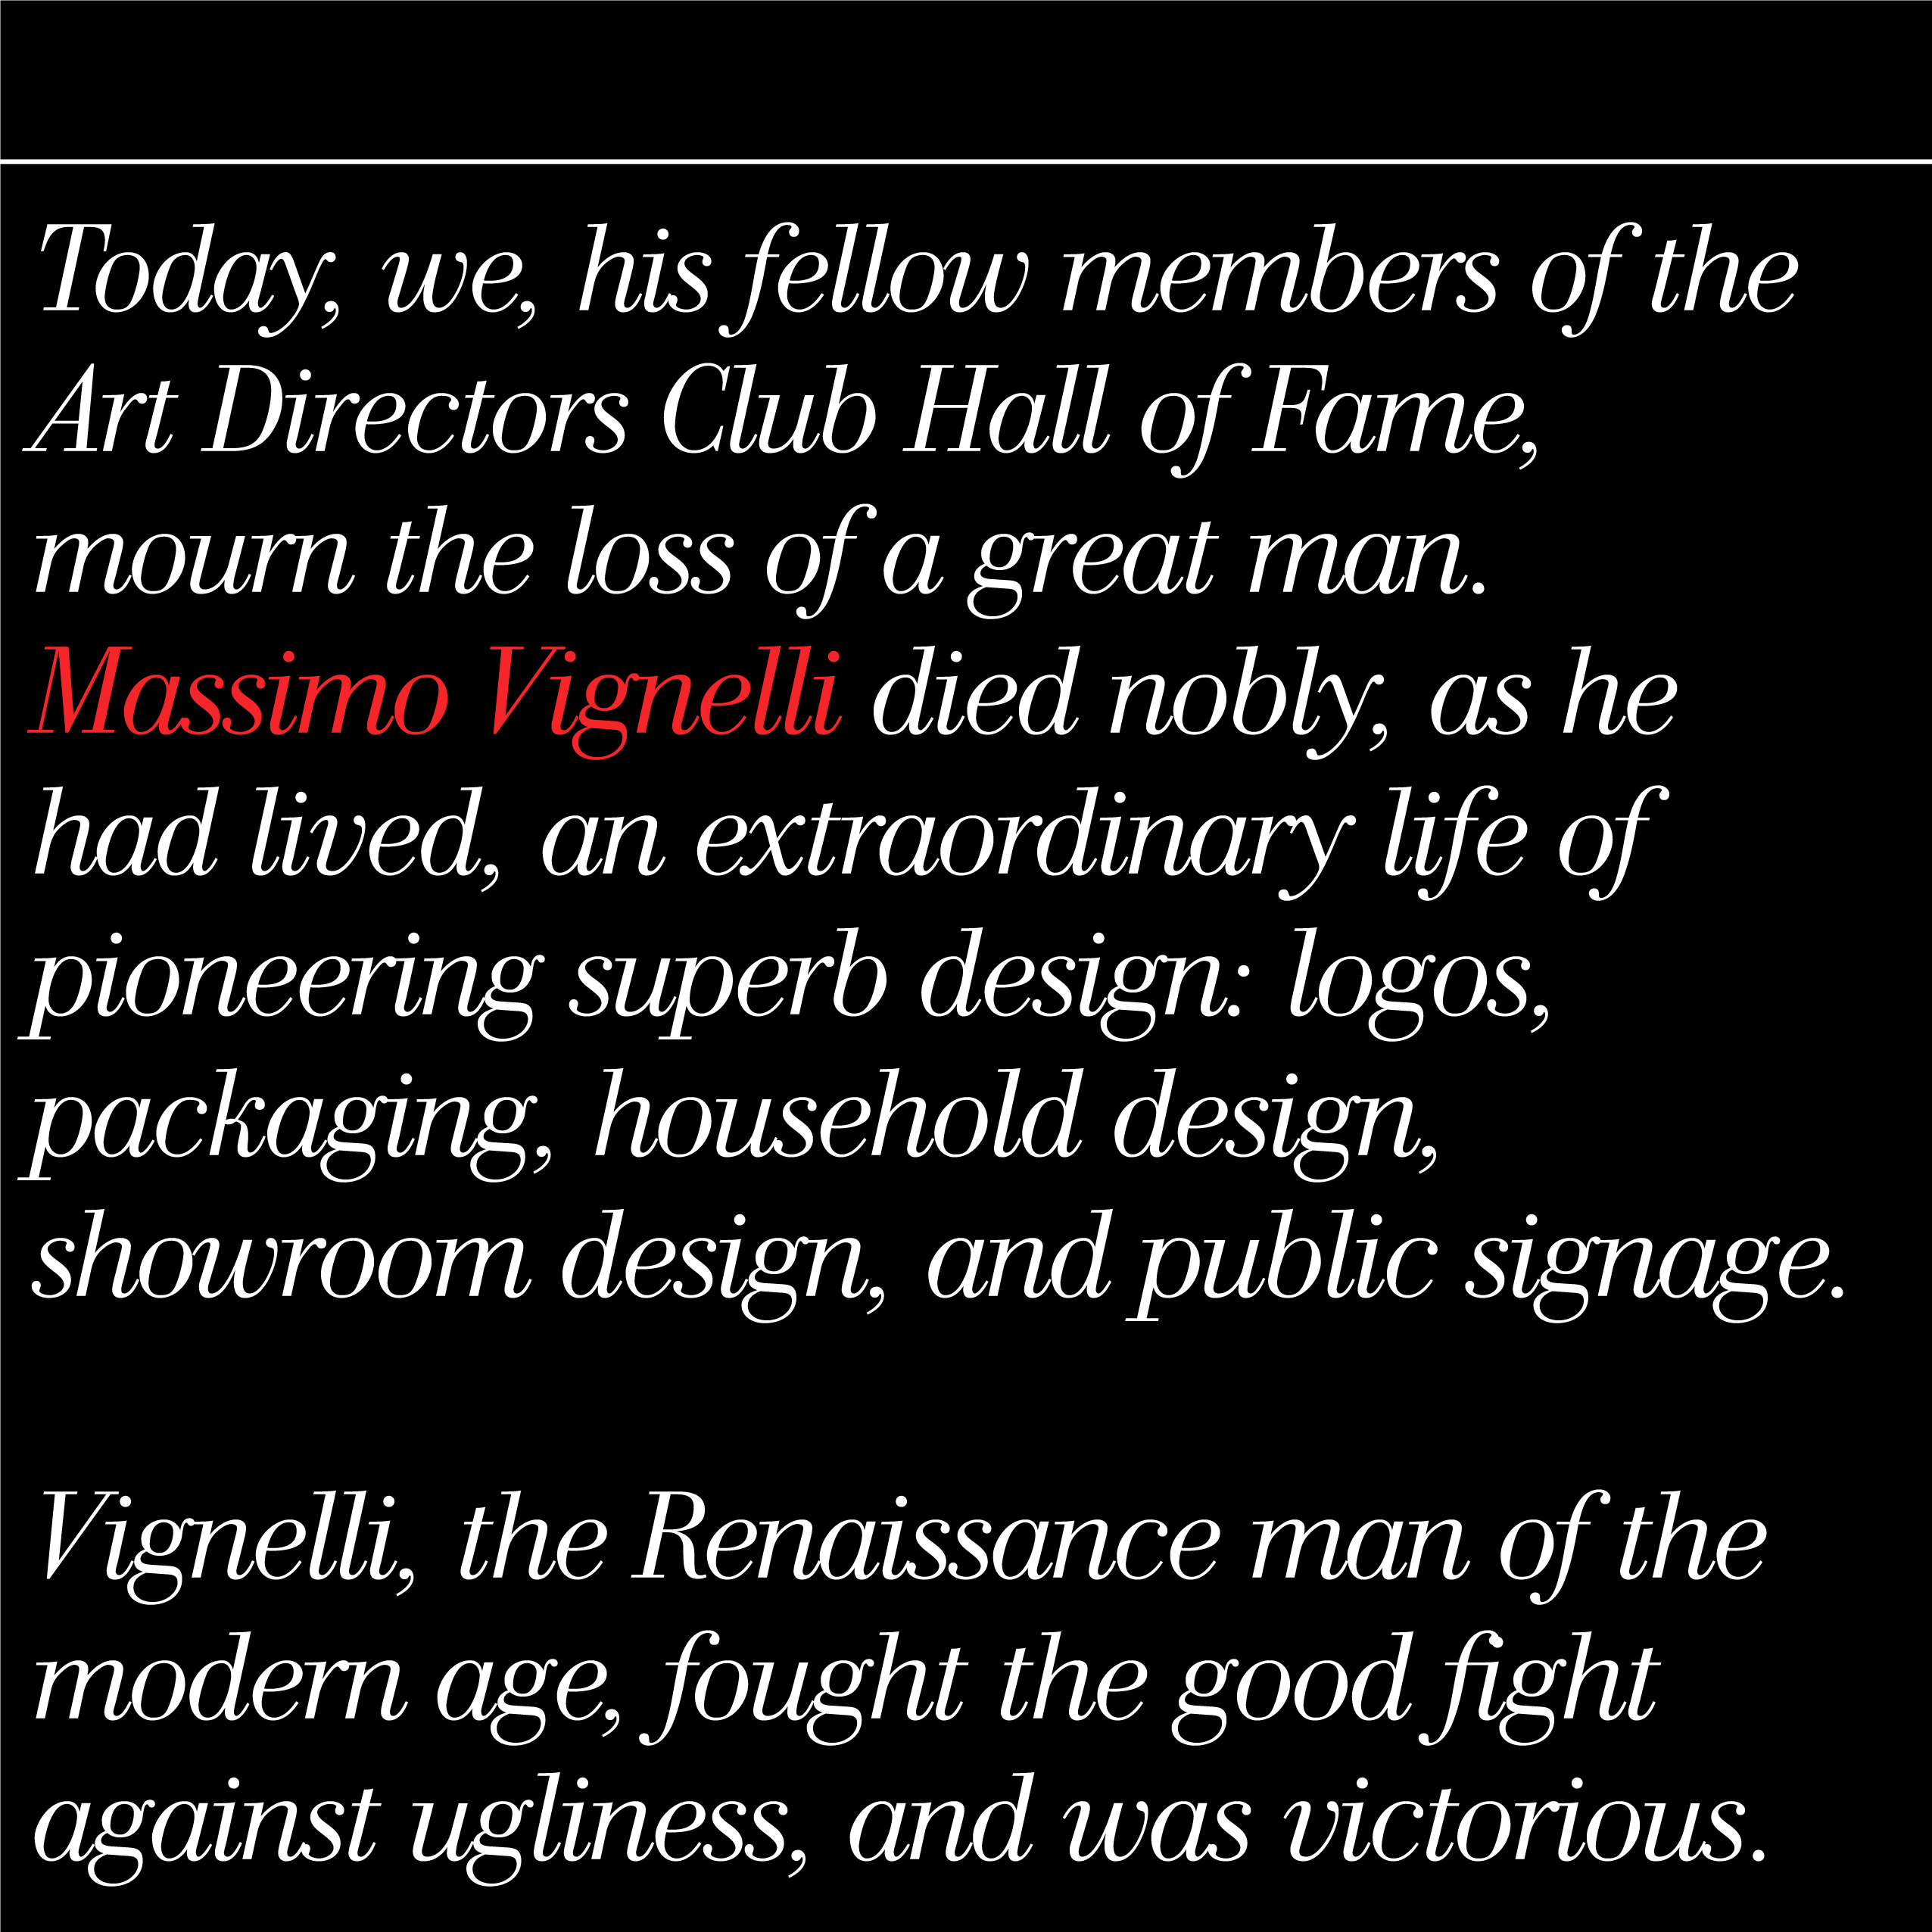 Today, we, his fellow members of the
Art Directors Club Hall of Fame,
mourn the loss of a great man.
Massimo Vignelli died nobly, as he
had lived, an extraordinary life of
pioneering superb design: logos,
packaging, household design,
showroom design, and public signage.
Vignelli, the Renaissance man of the
modern age, fought the good fight
against ugliness, and was victorious.